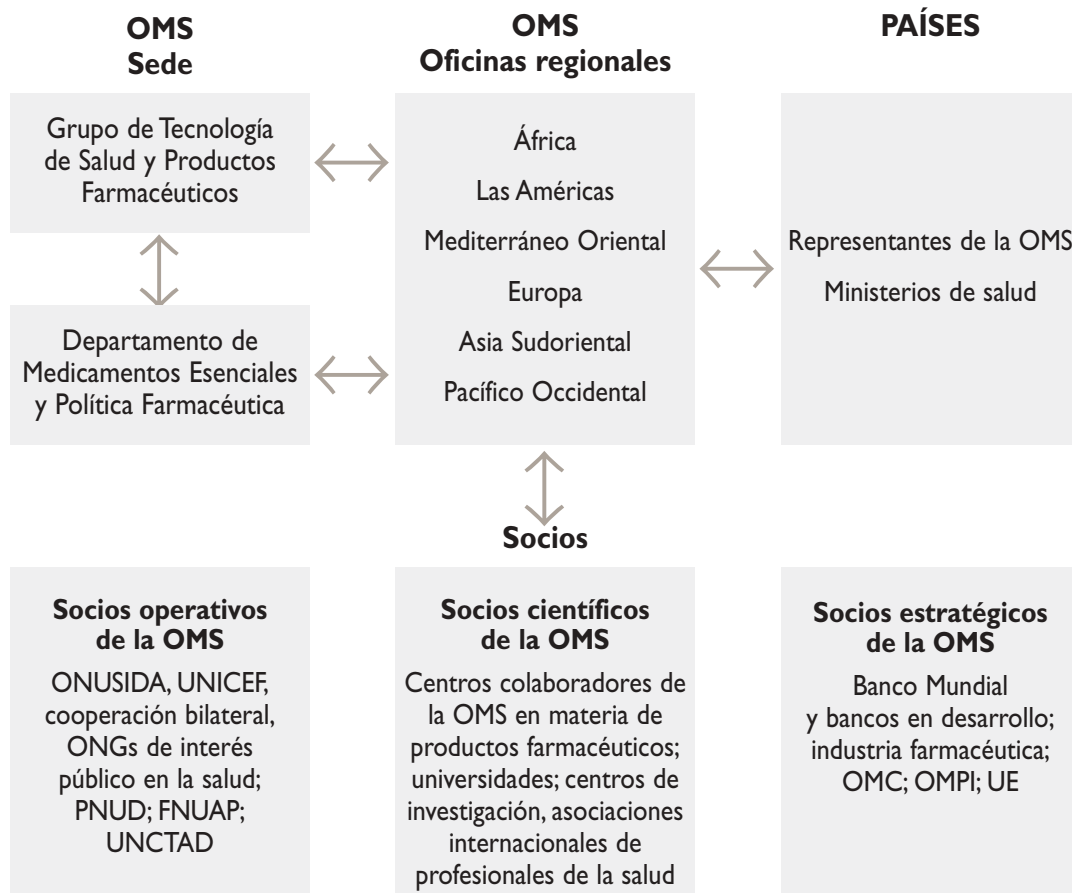 OMS
Sede
Grupo de Tecnología
de Salud y Productos
Farmacéuticos
Departamento de
Medicamentos Esenciales
y Política Farmacéutica
OMS
Oficinas regionales
África
Las Américas
Mediterráneo Oriental
Europa
Asia Sudoriental
Pacífico Occidental
PAÍSES
Representantes de la OMS
Ministerios de salud
Socios
Socios operativos
de la OMS
ONUSIDA, UNICEF,
cooperación bilateral,
ONGs de interés
público en la salud;
PNUD; FNUAP;
UNCTAD
Socios científicos
de la OMS
Centros colaboradores de
la OMS en materia de
productos farmacéuticos;
universidades; centros de
investigación, asociaciones
internacionales de
profesionales de la salud
Socios estratégicos
de la OMS
Banco Mundial
y bancos en desarrollo;
industria farmacéutica;
OMC; OMPI; UE